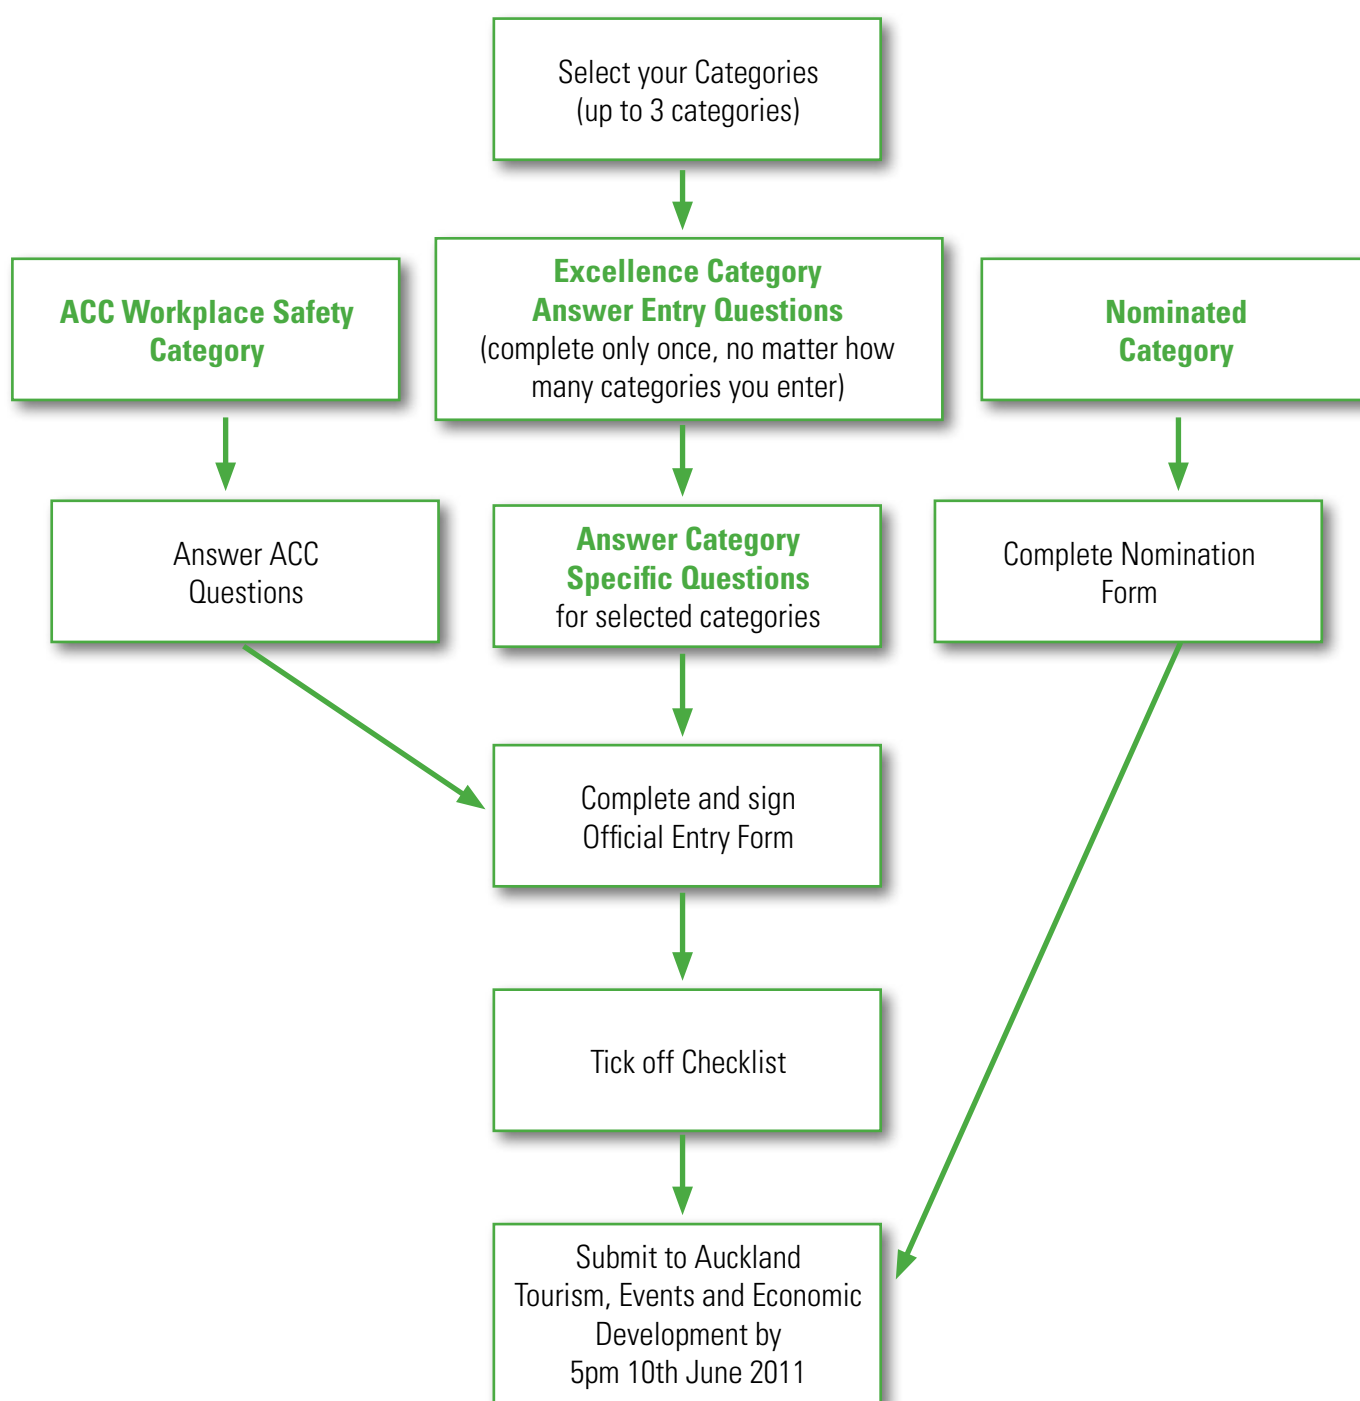 Select your Categories
(up to 3 categories)
ACC Workplace Safety
Category
Excellence Category
Answer Entry Questions
(complete only once, no matter how
many categories you enter)
Nominated
Category
Answer ACC
Questions
Answer Category
Specific Questions
for selected categories
Complete Nomination
Form
Complete and sign
Official Entry Form
Tick off Checklist
Submit to Auckland
Tourism, Events and Economic
Development by
5pm 10th June 2011